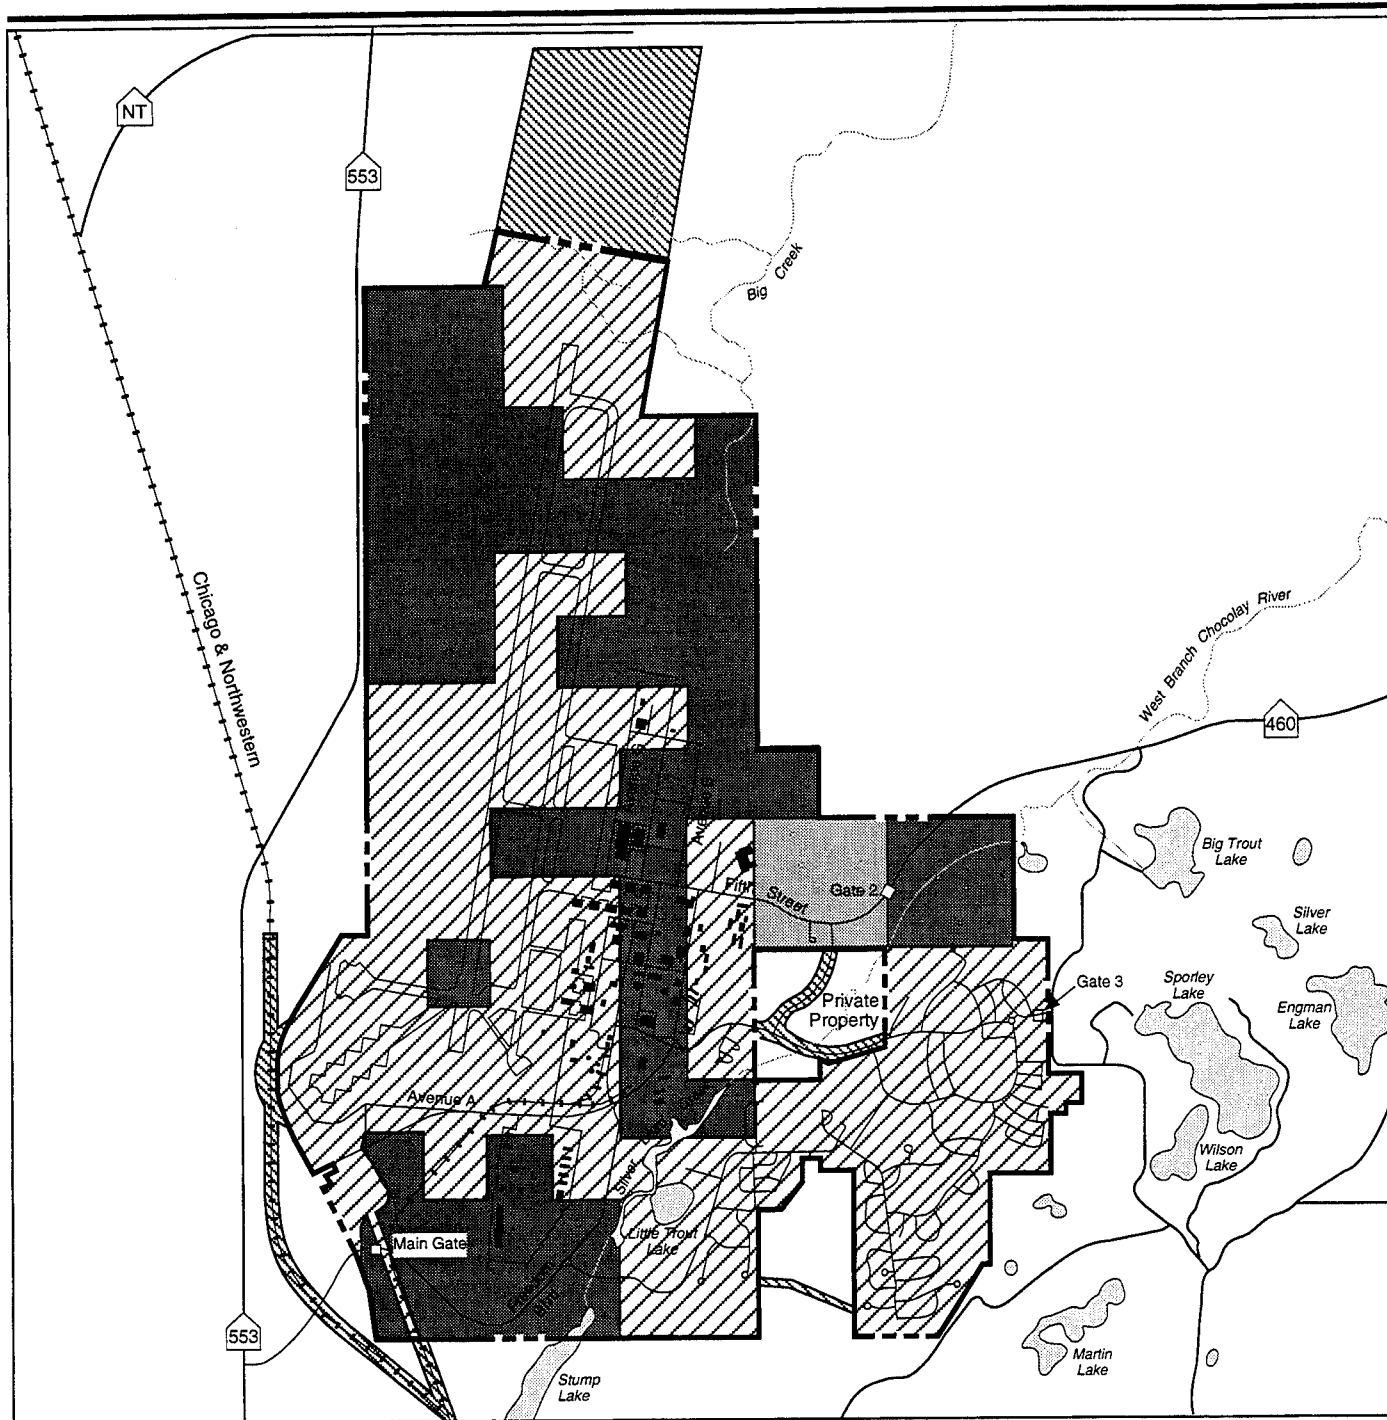 NT
553
Big Creek
Chicago & Northwestern
West Branch Chocolay River
460
Big Trout
Lake
Fifth Street
Gate 2
Silver
Lake
Gate 3
Sporley
Lake
Engman
Lake
Private
Property
Avenue A
Silver
Wilson
Lake
Little Trout
Lake
Main Gate
553
Martin
Lake
Stump
Lake